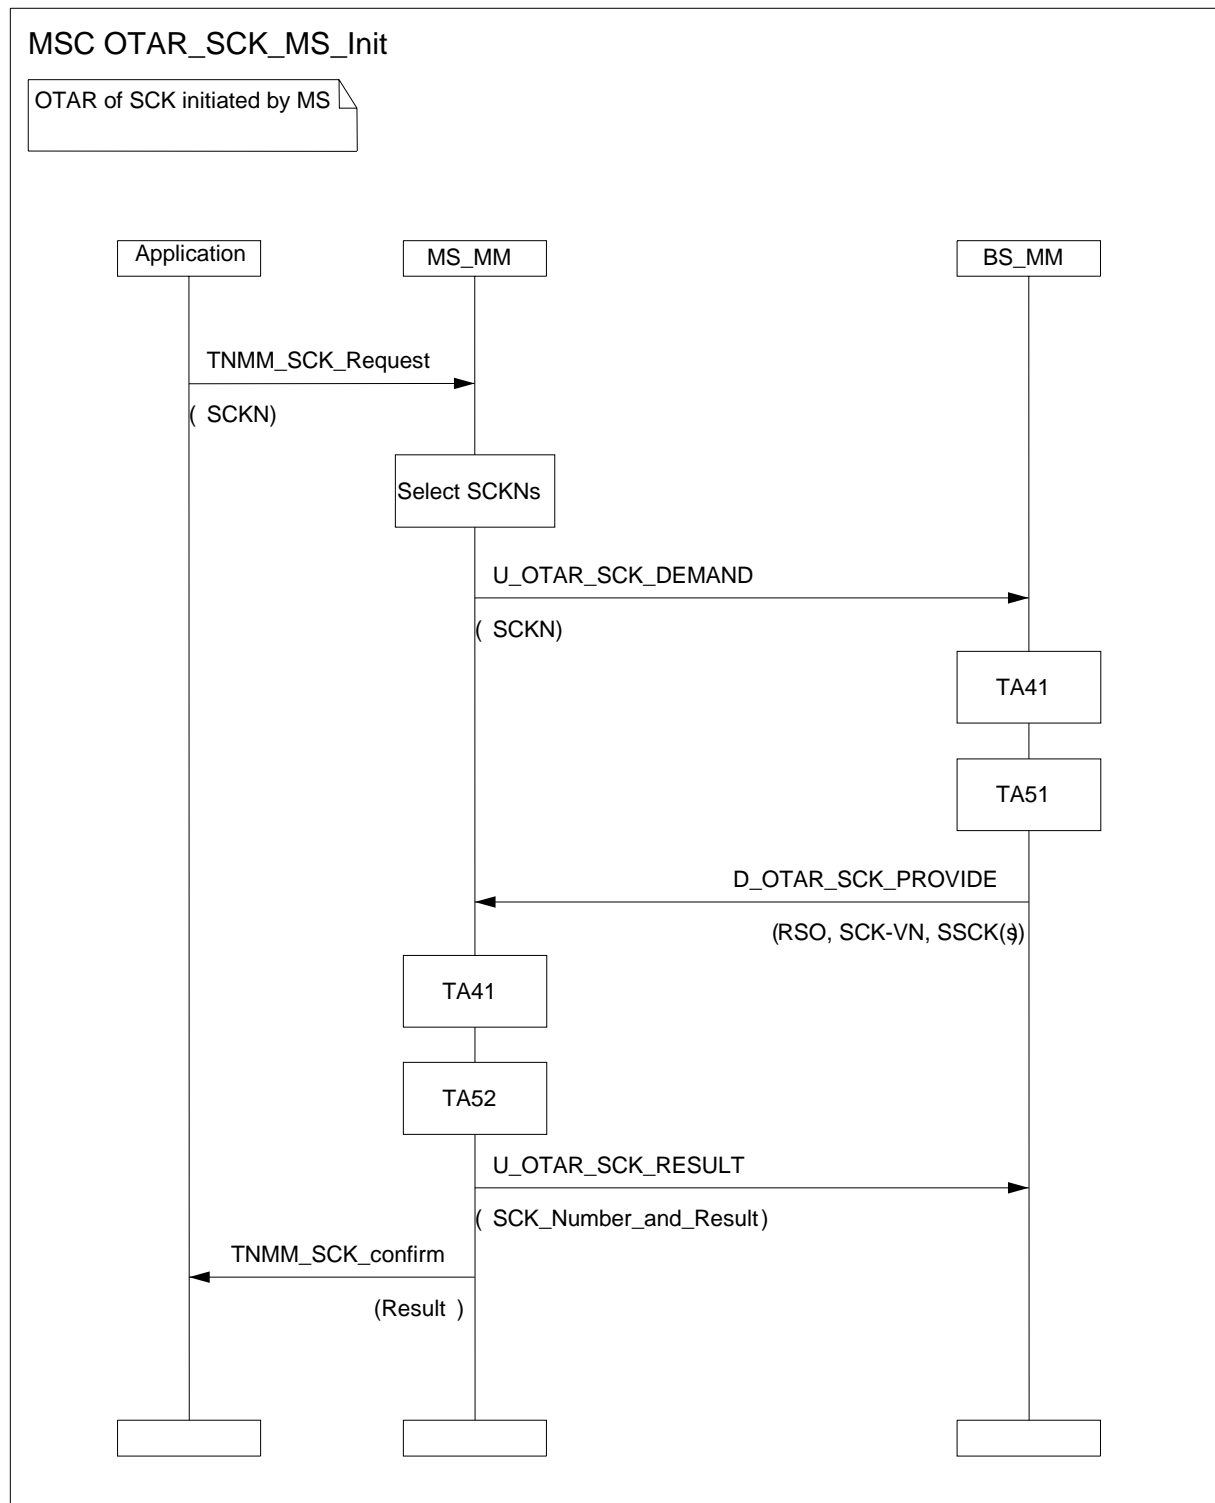 MSC OTAR_SCK_MS_Init
OTAR of SCK initiated by MS
Application
MS_MM
BS_MM
TNMM_SCK_Request
( SCKN)
Select SCKNs
U_OTAR_SCK_DEMAND
( SCKN)
TA41
TA51
D_OTAR_SCK_PROVIDE
(RSO, SCK-VN, SSCK(s))
TA41
TA52
U_OTAR_SCK_RESULT
( SCK_Number_and_Result)
TNMM_SCK_confirm
(Result )